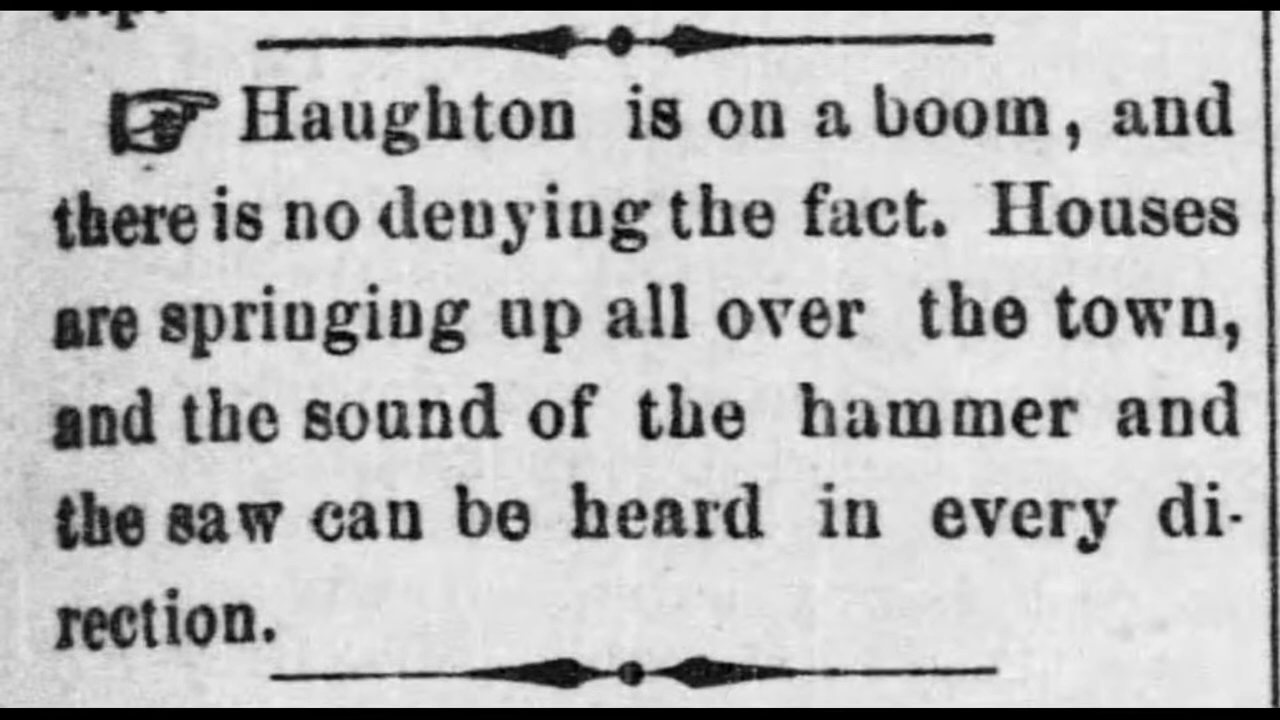 ☞ Haughton is on a boom, and
there is no denying the fact. Houses
are springing up all over the town,
and the sound of the hammer and
the saw can be heard in every di-
rection.